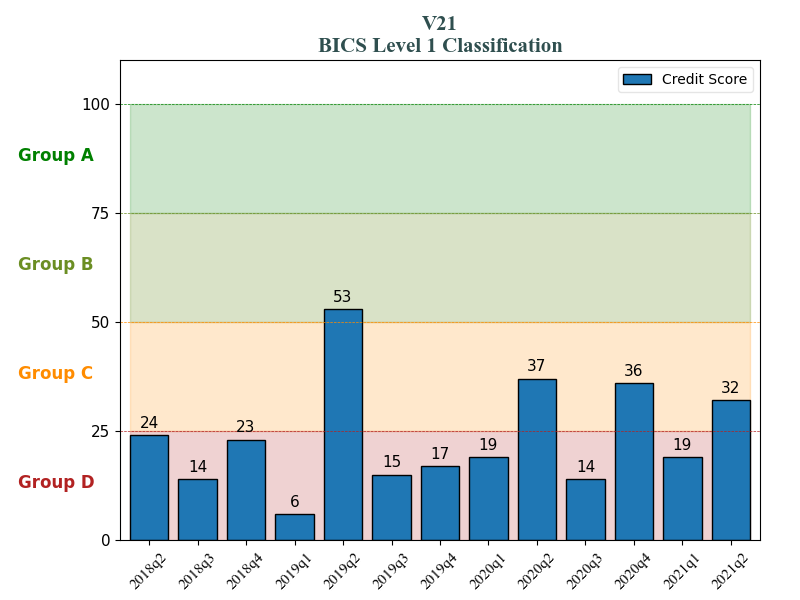 V21
BICS Level 1 Classification
Credit Score
100
Group A
75
Group B
50
Group C
25
Group D
0
24
14
23
6
53
15
17
19
37
14
36
19
32
2018q2
2018q3
2018q4
2019q1
2019q2
2019q3
2019q4
2020q1
2020q2
2020q3
2020q4
2021q1
2021q2